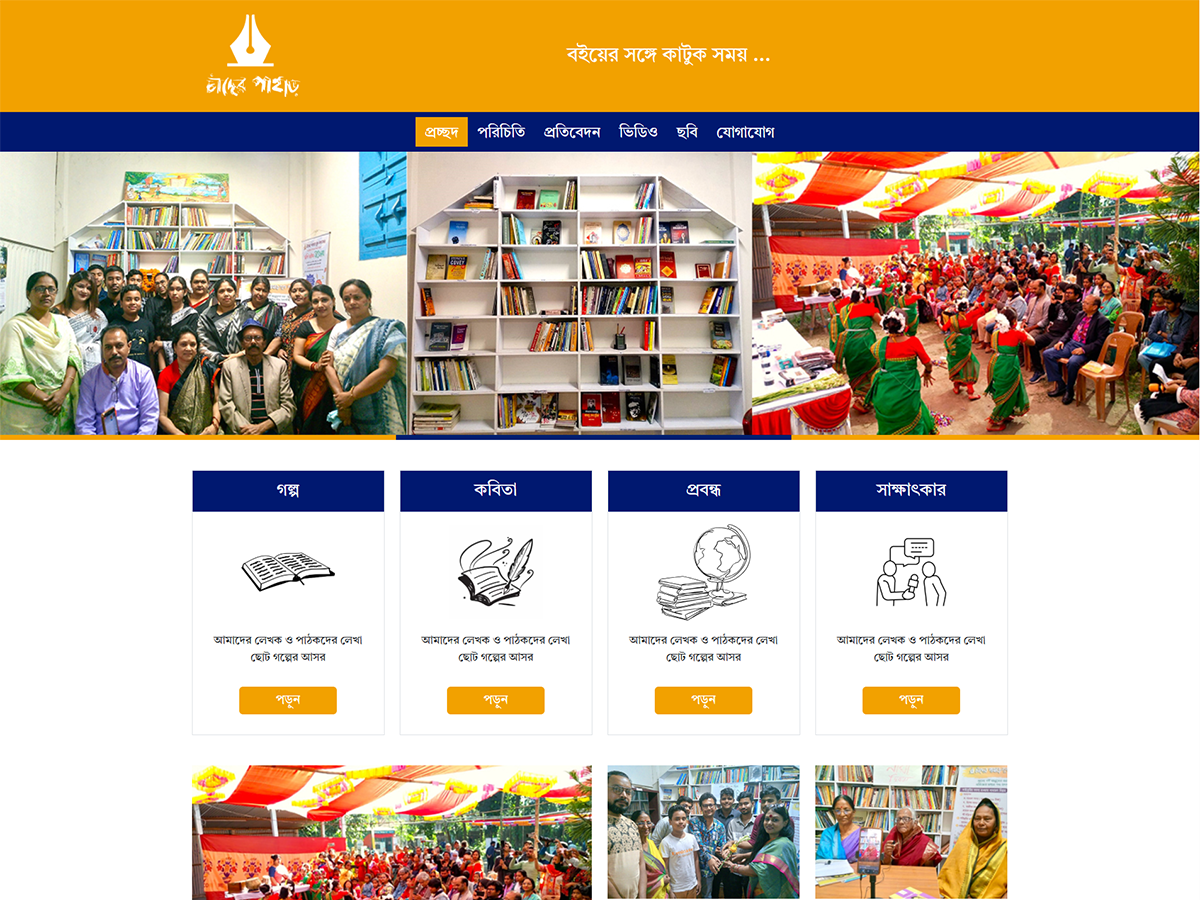 চাঁদের পাহাড়
বইয়ের সঙ্গে কাটুক সময় ...
প্রচ্ছদ পরিচিতি প্রতিবেদন ভিডিও ছবি যোগাযোগ
COVEY
গল্প কবিতা প্রবন্ধ সাক্ষাৎকার
আমাদের লেখক ও পাঠকদের লেখা
ছোট গল্পের আসর
আমাদের লেখক ও পাঠকদের লেখা
ছোট গল্পের আসর
আমাদের লেখক ও পাঠকদের লেখা
ছোট গল্পের আসর
আমাদের লেখক ও পাঠকদের লেখা
ছোট গল্পের আসর
পড়ুন পড়ুন পড়ুন পড়ুন